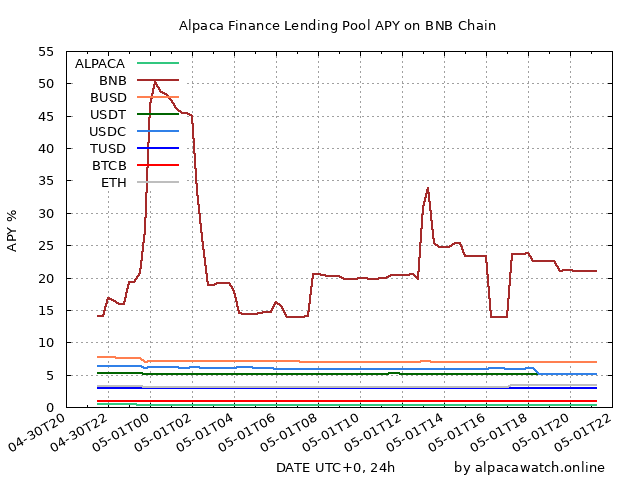 Alpaca Finance Lending Pool APY on BNB Chain
APY %
55
50
45
40
35
30
25
20
15
10
5
0
ALPACA
BNB
BUSD
USDT
USDC
TUSD
BTCB
ETH
04-30T20
04-30T22
05-01T00
05-01T02
05-01T04
05-01T06
05-01T08
05-01T10
05-01T12
05-01T14
05-01T16
05-01T18
05-01T20
05-01T22
DATE UTC+0, 24h
by alpacawatch.online